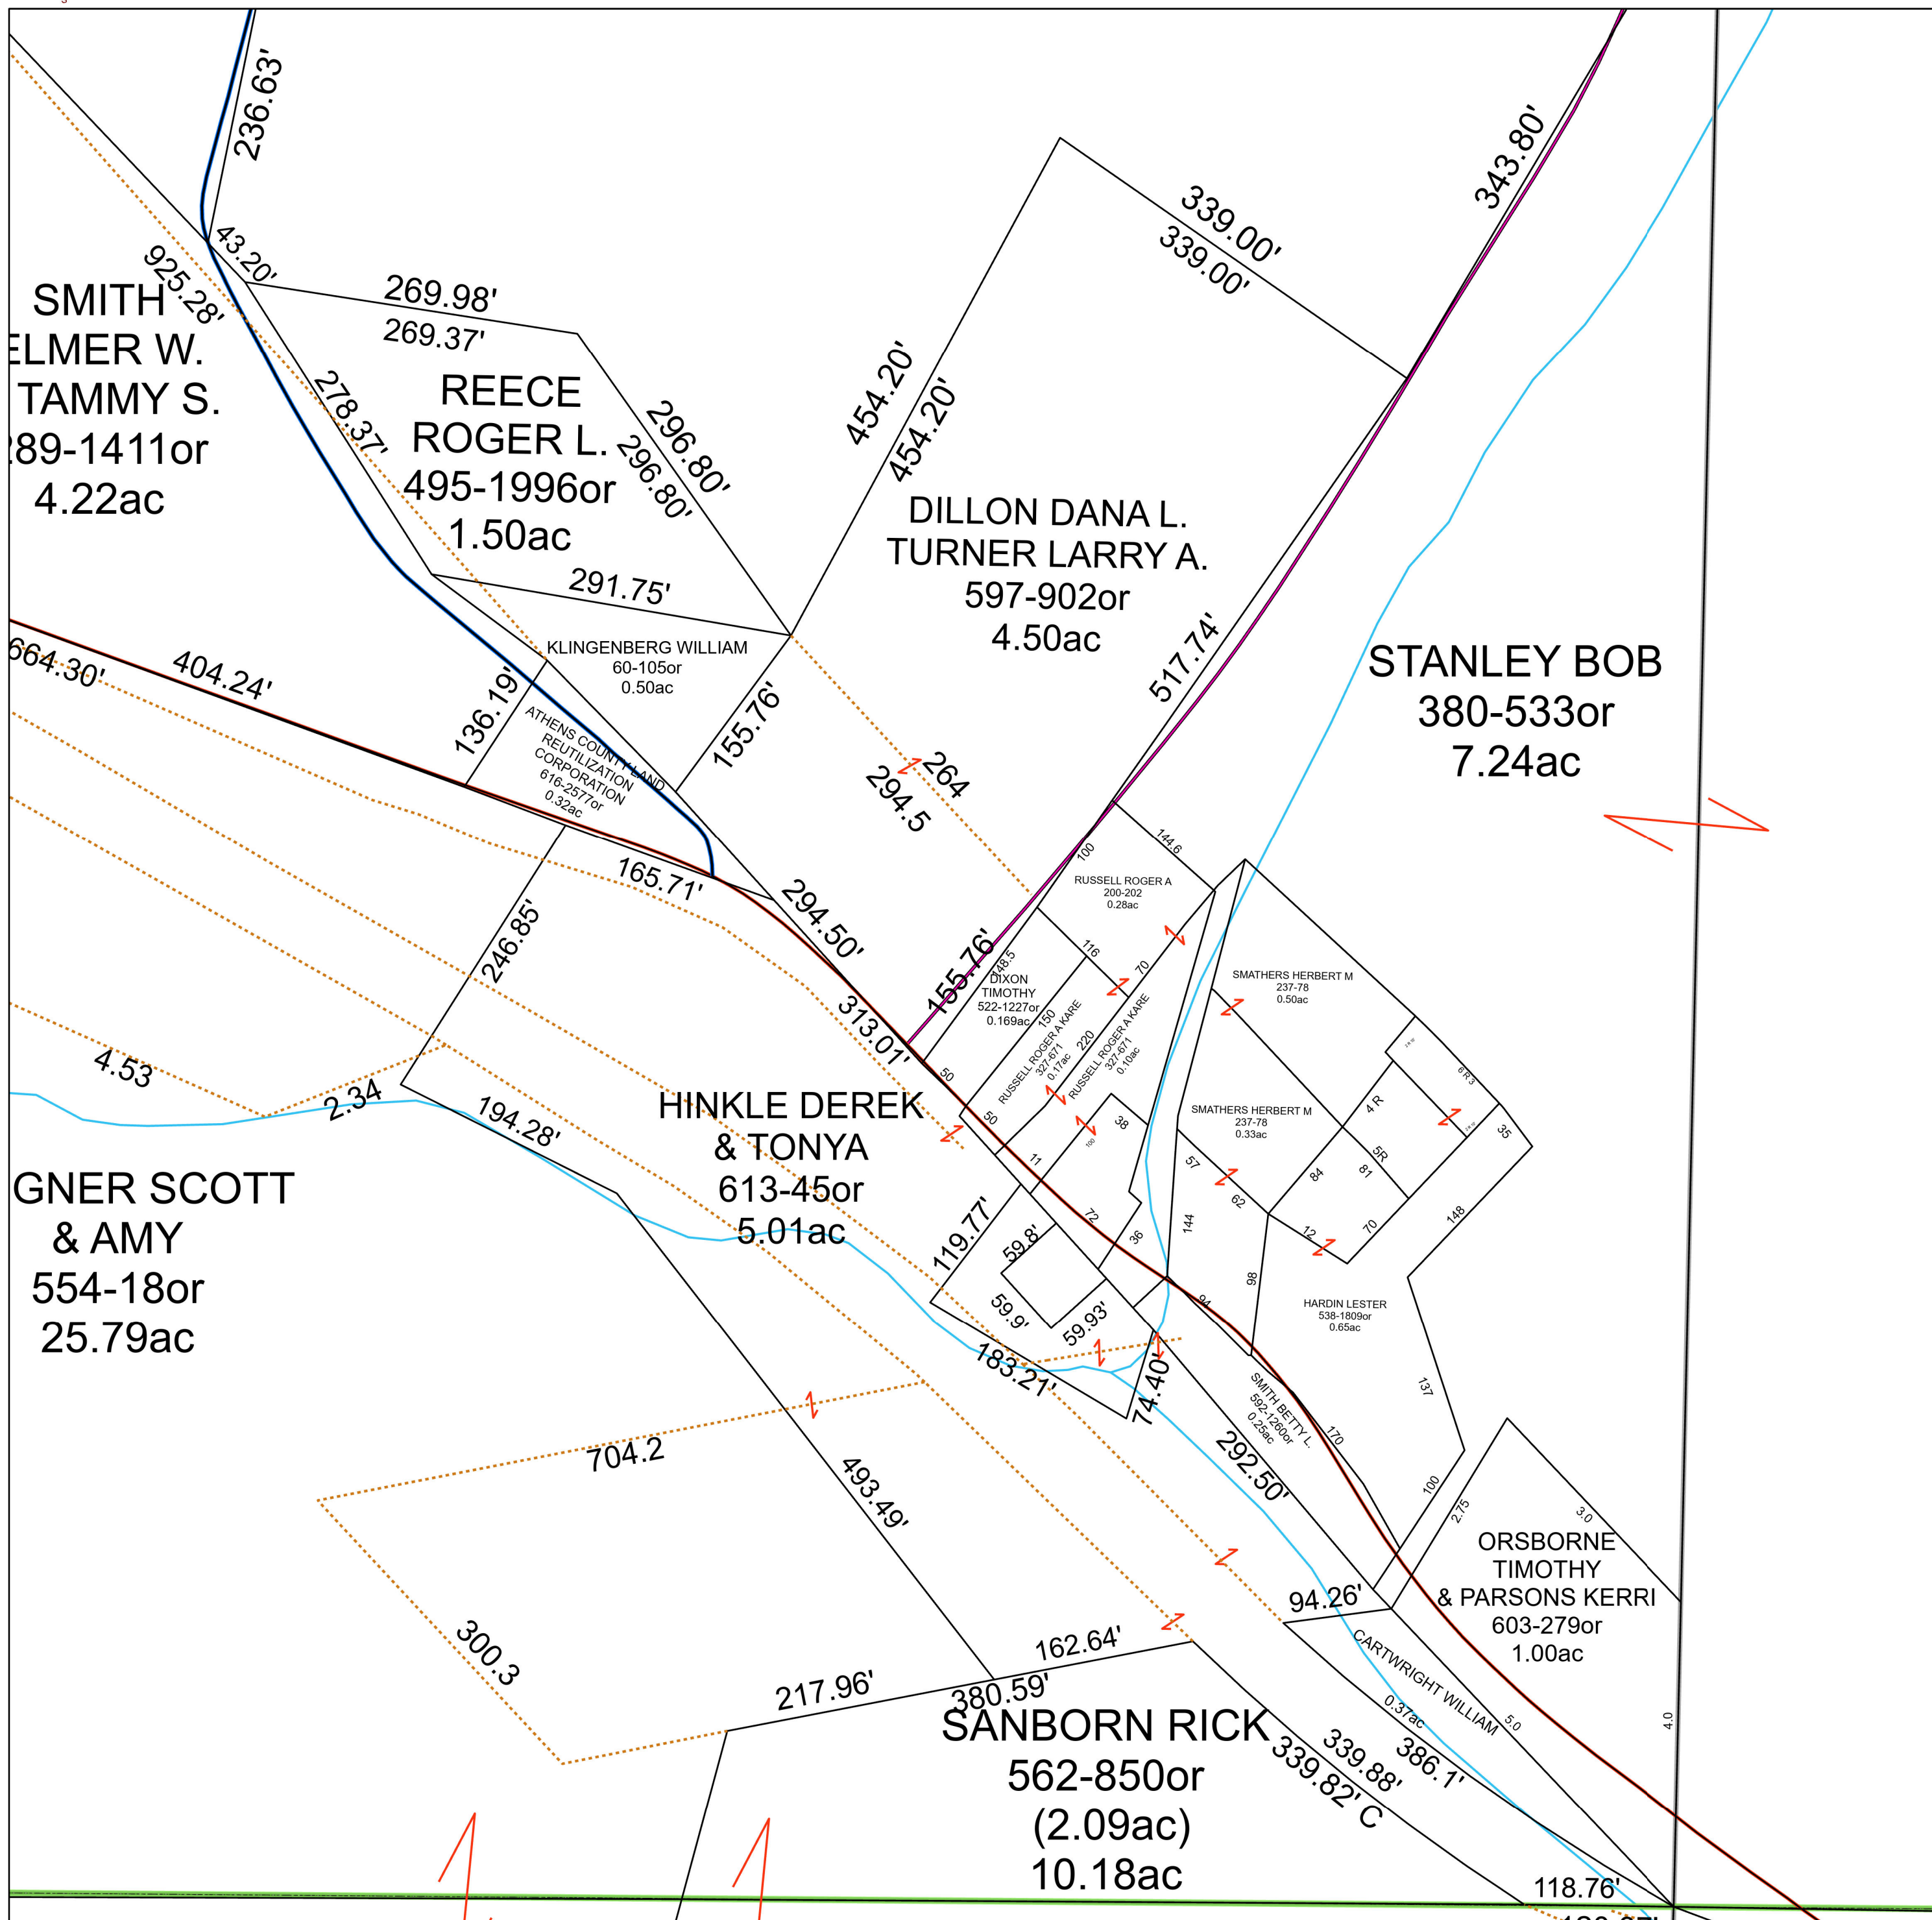 236.63'
343.80'
43.20'
925.28'
339.00'
339.00'
SMITH
ELMER W.
TAMMY S.
289-1411or
4.22ac
269.98'
269.37'
278.37'
REECE
ROGER L.
495-1996or
1.50ac
296.80'
296.80'
454.20'
454.20'
DILLON DANA L.
TURNER LARRY A.
597-902or
4.50ac
517.74'
STANLEY BOB
380-533or
7.24ac
291.75'
KLINGENBERG WILLIAM
60-105or
0.50ac
664.30'
404.24'
136.19'
155.76'
ATHENS COUNTY LAND
REUTILIZATION
CORPORATION
616-2577or
0.32ac
264
294.5
165.71'
294.50'
246.85'
313.01'
155.76'
100
144.6
RUSSELL ROGER A
200-202
0.28ac
148.5
116
70
DIXON
TIMOTHY
522-1227or
0.169ac
150
RUSSELL ROGER A KARE
327-671
0.17ac
220
RUSSELL ROGER A KARE
327-671
0.10ac
SMATHERS HERBERT M
237-78
0.50ac
50
50
11
100
38
SMATHERS HERBERT M
237-78
0.33ac
4 R
6 R 3
35
5R
81
84
57
62
12
70
148
144
98
72
36
94
4.53
2.34
194.28'
HINKLE DEREK
& TONYA
613-45or
5.01ac
119.77'
59.8'
59.9'
59.93'
183.21'
74.40'
GNER SCOTT
& AMY
554-18or
25.79ac
HARDIN LESTER
538-1809or
0.65ac
137
SMITH BETTY L.
592-1260or
0.25ac
170
100
292.50'
2.75
3.0
ORSBORNE
TIMOTHY
& PARSONS KERRI
603-279or
1.00ac
704.2
493.49'
300.3
94.26'
CARTWRIGHT WILLIAM
0.37ac
5.0
4.0
162.64'
217.96'
380.59'
SANBORN RICK
562-850or
(2.09ac)
10.18ac
339.88'
339.82' C
386.1'
118.76'